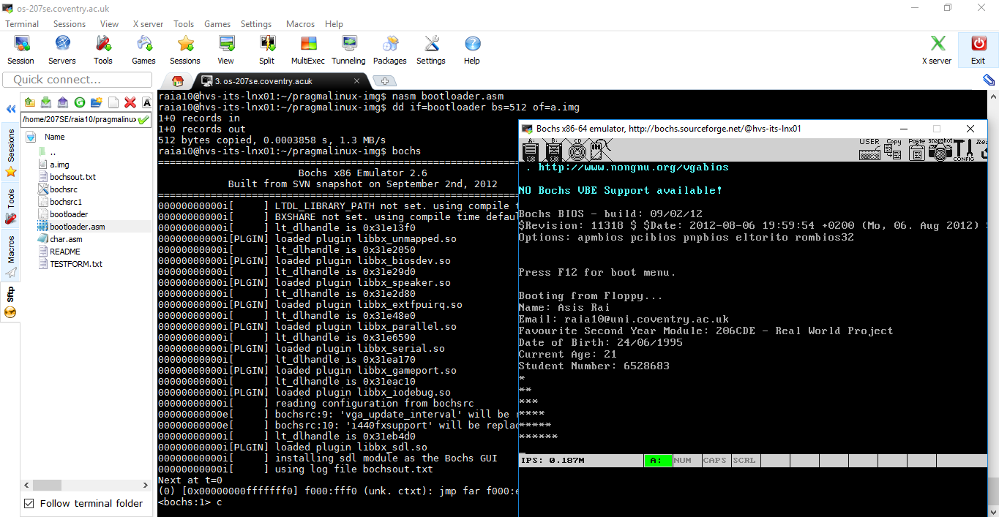 os-207se.coventry.ac.uk
Terminal Sessions View X server Tools Games Settings Macros Help
Session Servers Tools Games Sessions View Split MultiExec Tunneling Packages Settings Help X server Exit
Quick connect...
3. os-207se.coventry.ac.uk
/home/207SE/raia10/pragmalinux
Name
..
a.img
bochsout.txt
bochsrc
bochsrc1
bootloader
bootloader.asm
char.asm
README
TESTFORM.txt
Sessions
Tools
Macros
Sftp
Follow terminal folder
raia10@hvs-its-lnx01:~/pragmalinux-img$ nasm bootloader.asm
raia10@hvs-its-lnx01:~/pragmalinux-img$ dd if=bootloader bs=512 of=a.img
1+0 records in
1+0 records out
512 bytes copied, 0.0003858 s, 1.3 MB/s
raia10@hvs-its-lnx01:~/pragmalinux-img$ bochs
Bochs x86 Emulator 2.6
Built from SVN snapshot on September 2nd, 2012
00000000000i[     ] LTDL_LIBRARY_PATH not set. using compile
00000000000i[     ] BXSHARE not set. using compile time
00000000000i[     ] lt_dlhandle is 0x31e13f0
00000000000i[PLGIN] loaded plugin libbx_unmapped.so
00000000000i[     ] lt_dlhandle is 0x31e2050
00000000000i[PLGIN] loaded plugin libbx_biosdev.so
00000000000i[     ] lt_dlhandle is 0x31e29d0
00000000000i[PLGIN] loaded plugin libbx_speaker.so
00000000000i[     ] lt_dlhandle is 0x31e2d80
00000000000i[PLGIN] loaded plugin libbx_extfpuirq.so
00000000000i[     ] lt_dlhandle is 0x31e48e0
00000000000i[PLGIN] loaded plugin libbx_parallel.so
00000000000i[     ] lt_dlhandle is 0x31e6590
00000000000i[PLGIN] loaded plugin libbx_serial.so
00000000000i[     ] lt_dlhandle is 0x31ea170
00000000000i[PLGIN] loaded plugin libbx_gameport.so
00000000000i[     ] lt_dlhandle is 0x31eac10
00000000000i[PLGIN] loaded plugin libbx_iodebug.so
00000000000i[     ] reading configuration from bochsrc
00000000000e[     ] bochsrc:9: 'vga_update_interval' will be
00000000000e[     ] bochsrc:10: 'i440fxsupport' will be
00000000000i[     ] lt_dlhandle is 0x31eb4d0
00000000000i[PLGIN] loaded plugin libbx_sdl.so
00000000000i[     ] installing sdl module as the Bochs GUI
00000000000i[     ] using log file bochsout.txt
Next at t=0
(0) [0x00000000fffffff0] f000:fff0 (unk. ctxt): jmp far
<bochs:1> c
Bochs x86-64 emulator, http://bochs.sourceforge.net/@hvs-its-lnx01
A: B: CD USER Copy Paste snapshot CONFIG
. http://www.nongnu.org/vgabios
NO Bochs VBE Support available!
Bochs BIOS - build: 09/02/12
$Revision: 11318 $ $Date: 2012-08-06 19:59:54 +0200 (Mo, 06. Aug 2012)
Options: apmbios pcibios pnpbios eltorito rombios32
Press F12 for boot menu.
Booting from Floppy...
Name: Asis Rai
Email: raia10@uni.coventry.ac.uk
Favourite Second Year Module: 206CDE - Real World Project
Date of Birth: 24/06/1995
Current Age: 21
Student Number: 6528683
*
**
***
****
*****
******
IPS: 0.187M A: NUM CAPS SCRL